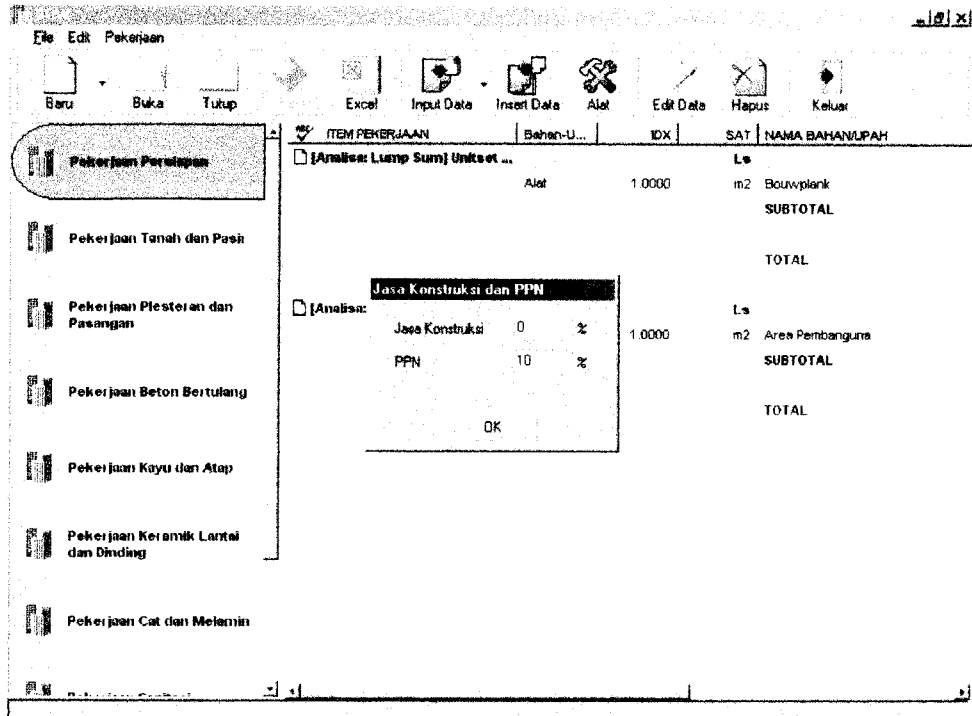 File Edit Pekerjaan
Baru Buka Tutup Excel Input Data Insert Data Alat Edit Data Hapus Keluar
ITEM PEKERJAAN Bahan-U... IDX SAT NAMA BAHAN/UPAH
Pekerjaan Persiapan
Pekerjaan Tanah dan Pasir
Pekerjaan Plesteran dan
Pasangan
Pekerjaan Beton Bertulang
Pekerjaan Kayu dan Atap
Pekerjaan Keramik Lantai
dan Dinding
Pekerjaan Cat dan Melamin
[Analisa: Lump Sum] Unitset ... Ls
Alat 1.0000 m2 Bouwplank
SUBTOTAL
TOTAL
[Analisa: Ls
1.0000 m2 Area Pembanguna
SUBTOTAL
TOTAL
Jasa Konstruksi dan PPN
Jasa Konstruksi 0 %
PPN 10 %
OK